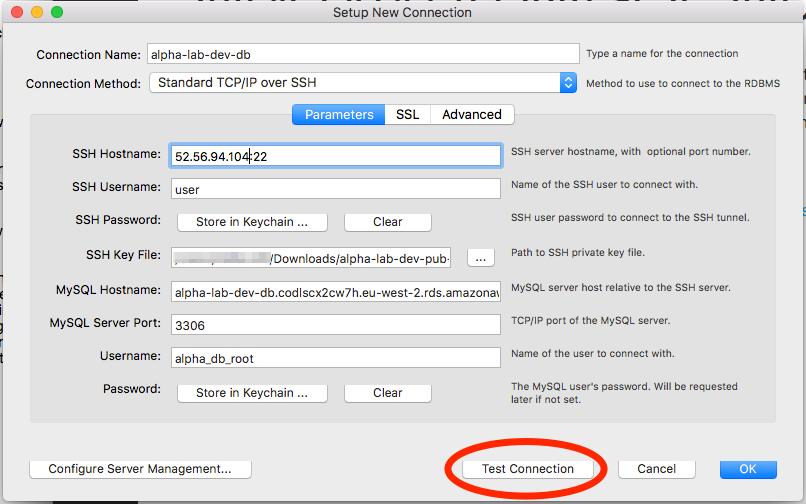 Setup New Connection
Connection Name: alpha-lab-dev-db Type a name for the connection
Connection Method: Standard TCP/IP over SSH Method to use to connect to the RDBMS
Parameters SSL Advanced
SSH Hostname: 52.56.94.104:22 SSH server hostname, with optional port number.
SSH Username: user Name of the SSH user to connect with.
SSH Password: Store in Keychain ... Clear SSH user password to connect to the SSH tunnel.
SSH Key File: /Downloads/alpha-lab-dev-pub- ... Path to SSH private key file.
MySQL Hostname: alpha-lab-dev-db.codlscx2cw7h.eu-west-2.rds.amazonaw MySQL server host relative to the SSH server.
MySQL Server Port: 3306 TCP/IP port of the MySQL server.
Username: alpha_db_root Name of the user to connect with.
Password: Store in Keychain ... Clear The MySQL user's password. Will be requested
later if not set.
Configure Server Management... Test Connection Cancel OK